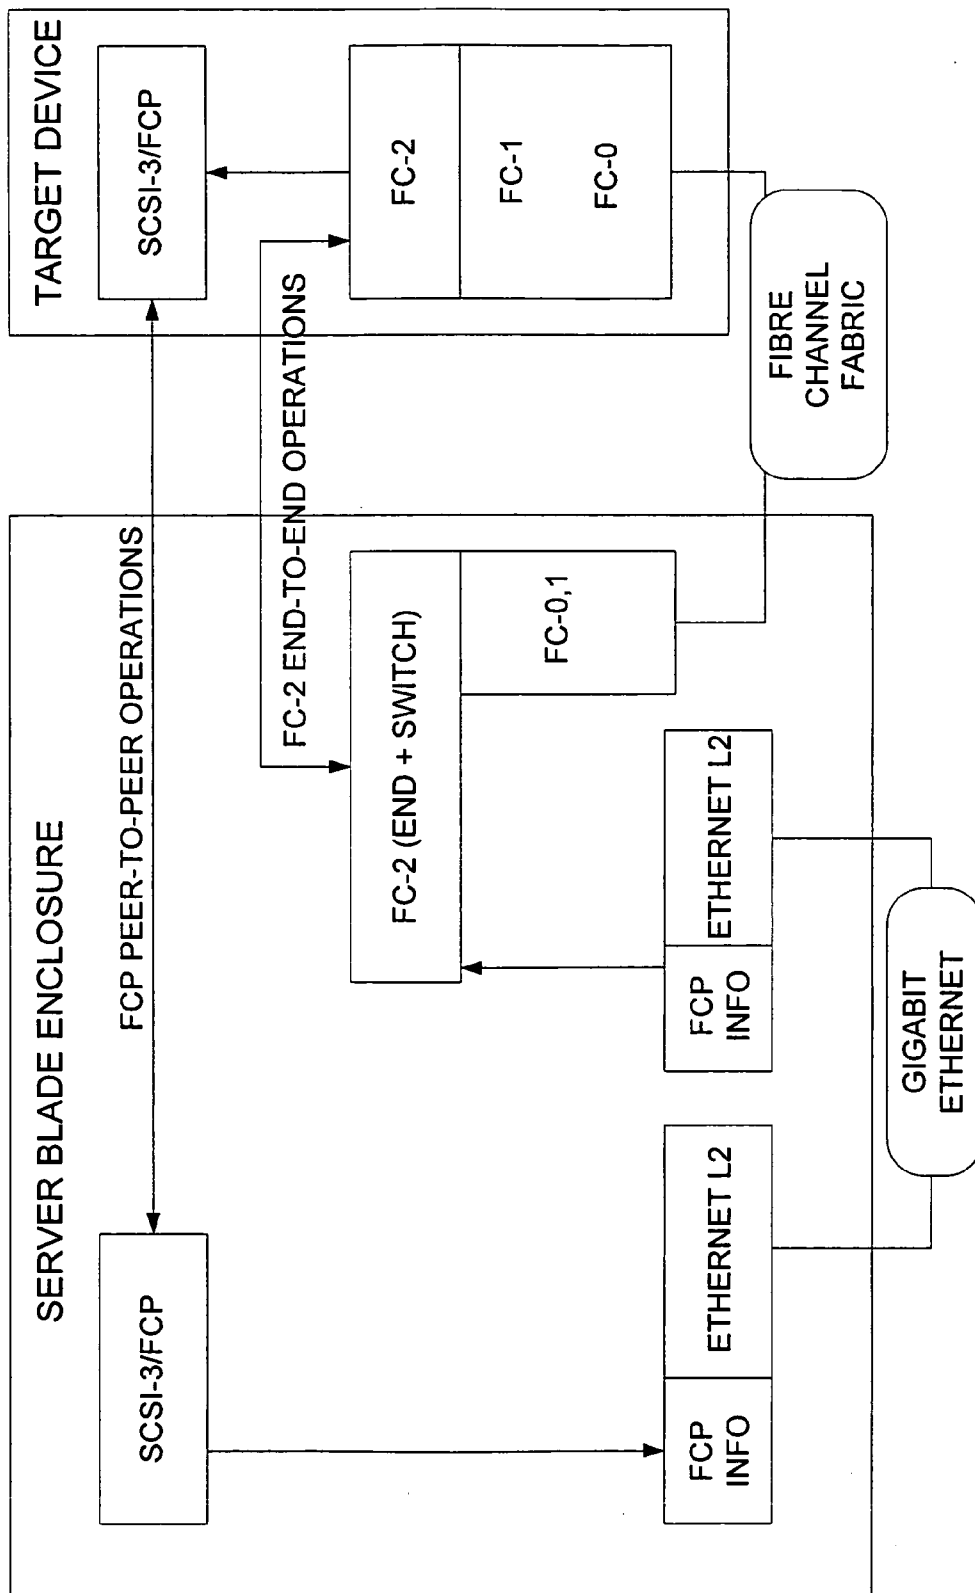 SERVER BLADE ENCLOSURE
TARGET DEVICE
SCSI-3/FCP
FCP PEER-TO-PEER OPERATIONS
SCSI-3/FCP
FC-2 END-TO-END OPERATIONS
FC-2 (END + SWITCH)
FC-2
FC-0,1
FC-1
FC-0
FCP
INFO
ETHERNET L2
FCP
INFO
ETHERNET L2
FIBRE
CHANNEL
FABRIC
GIGABIT
ETHERNET